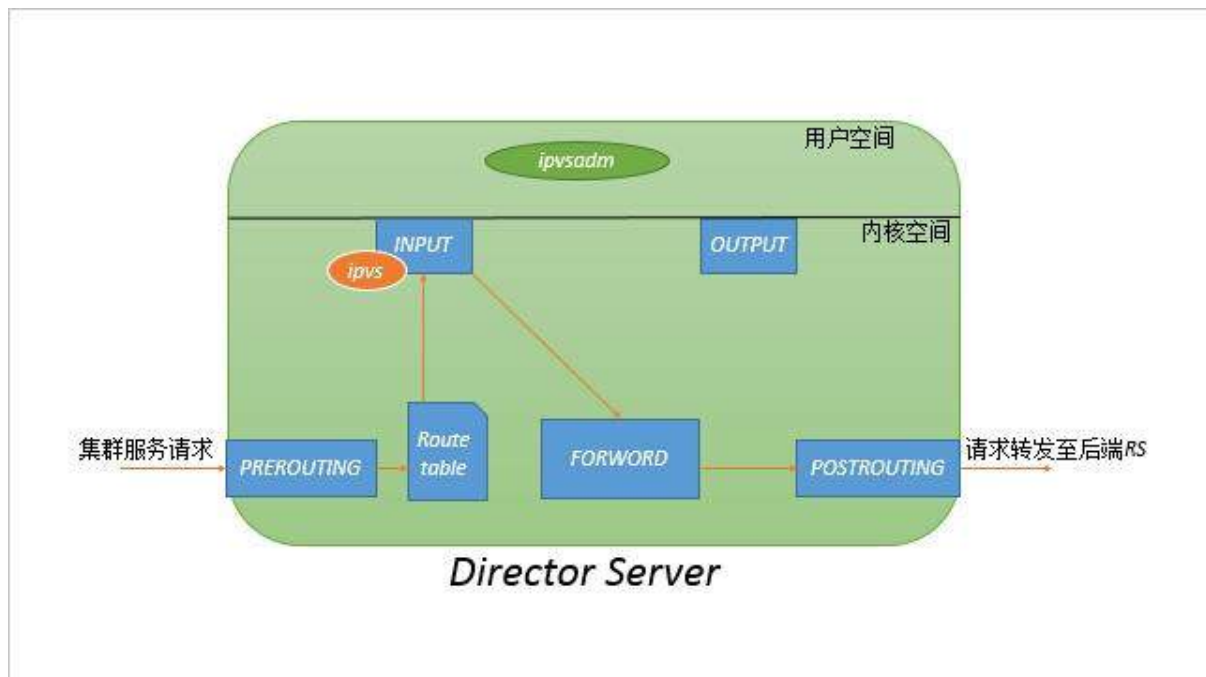 用户空间
ipvsadm
内核空间
INPUT
OUTPUT
ipvs
集群服务请求
PREROUTING
Route
table
FORWORD
POSTROUTING
请求转发至后端RS
Director Server